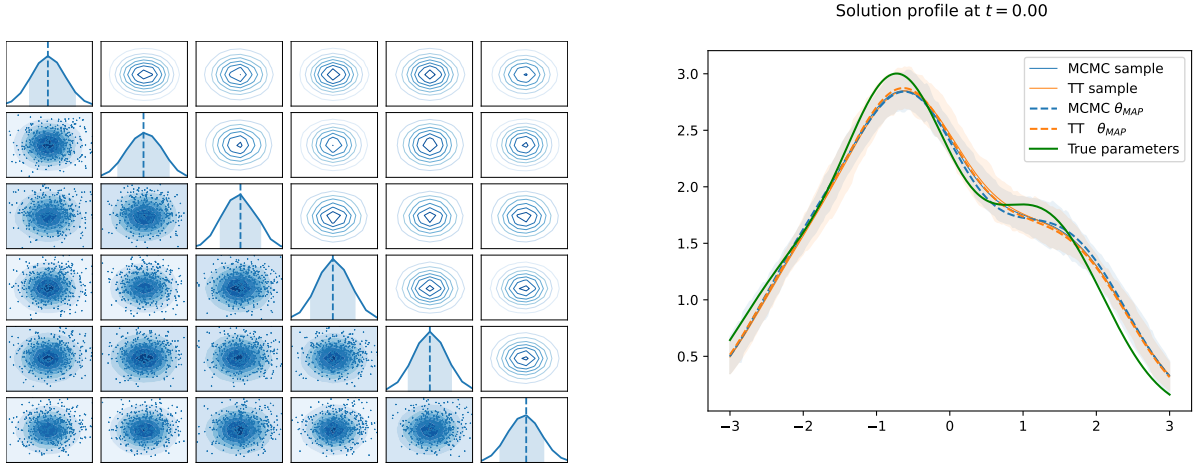 Solution profile at t = 0.00
MCMC sample
TT sample
MCMC θ_MAP
TT θ_MAP
True parameters
3.0
2.5
2.0
1.5
1.0
0.5
−3 −2 −1 0 1 2 3